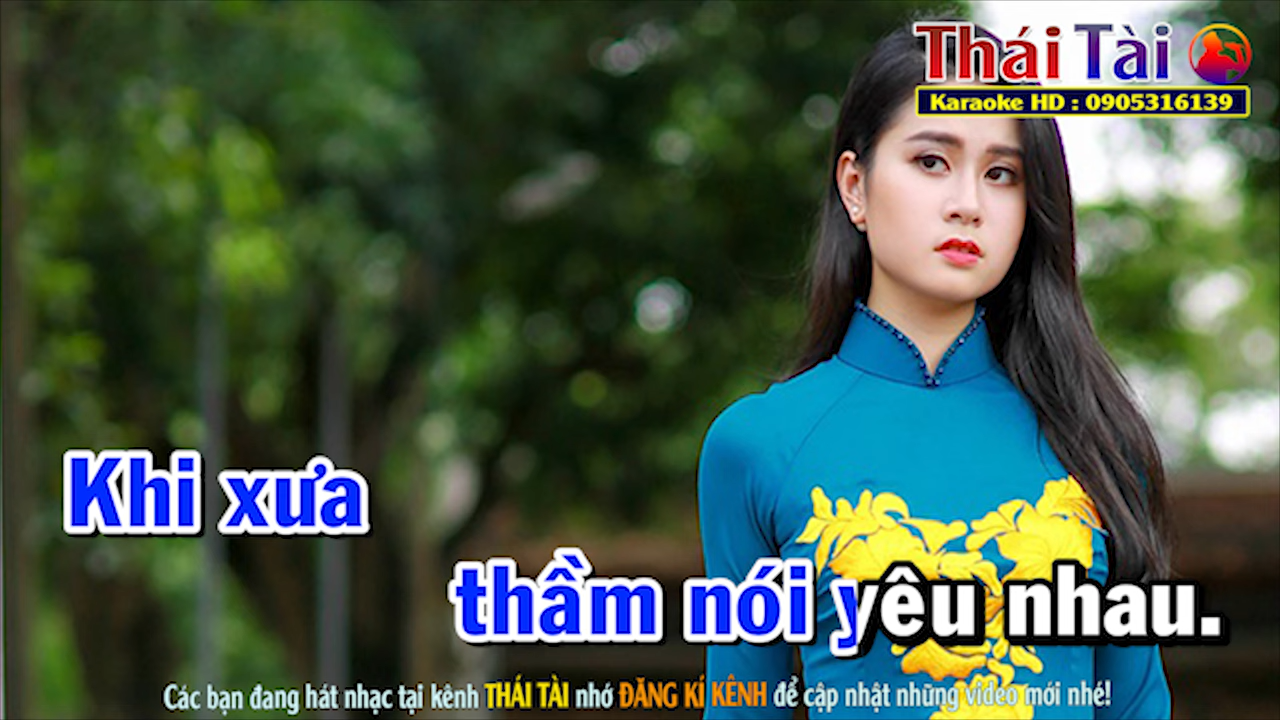 Thái Tài
Karaoke HD : 0905316139
Khi xưa
thầm nói yêu nhau.
Các bạn đang hát nhạc tại kênh THÁI TÀI nhớ ĐĂNG KÍ KÊNH để cập nhật những video mới nhé!